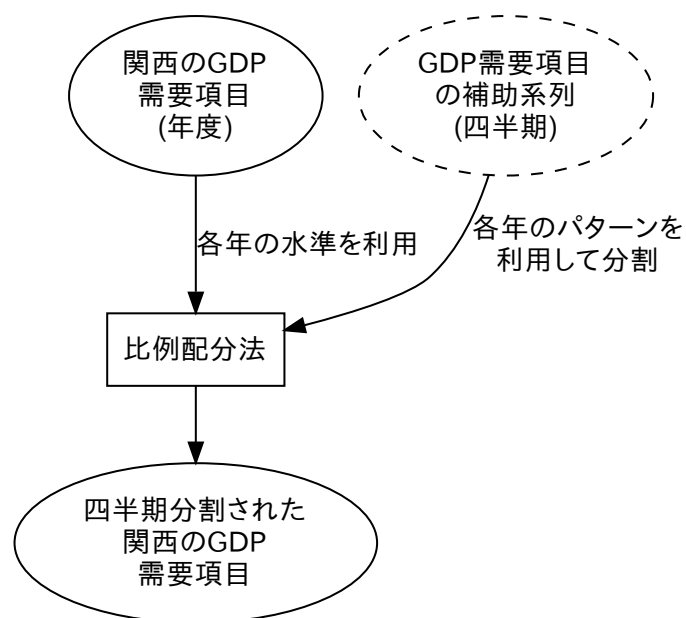 関西のGDP
需要項目
(年度)
GDP需要項目
の補助系列
(四半期)
各年の水準を利用
各年のパターンを
利用して分割
比例配分法
四半期分割された
関西のGDP
需要項目